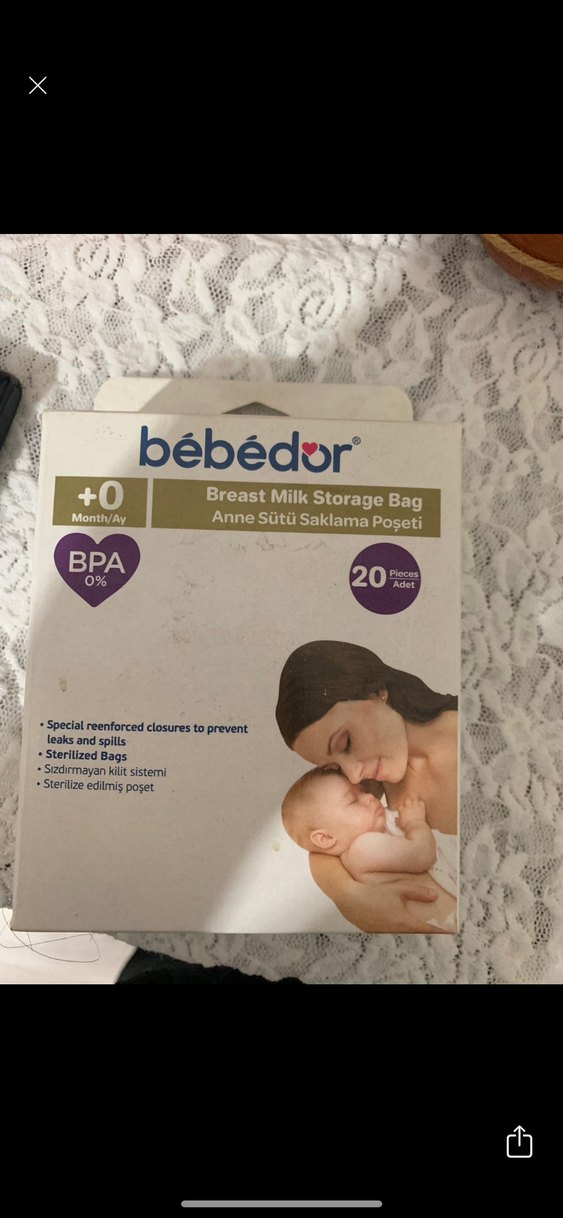 bébédor®
+0
Month/Ay
Breast Milk Storage Bag
Anne Sütü Saklama Poşeti
BPA
0%
20 Pieces
Adet
• Special reenforced closures to prevent
leaks and spills
• Sterilized Bags
• Sızdırmayan kilit sistemi
• Sterilize edilmiş poşet